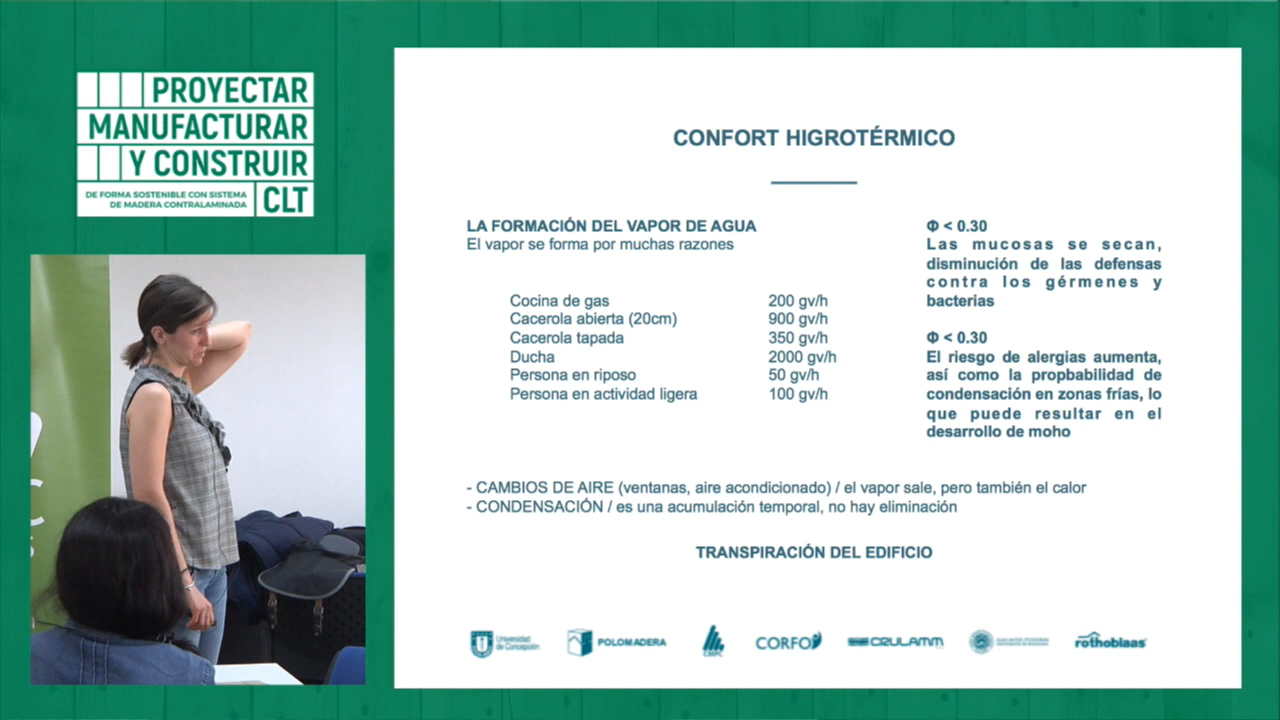 PROYECTAR
MANUFACTURAR
Y CONSTRUIR
DE FORMA SOSTENIBLE CON SISTEMA
DE MADERA CONTRALAMINADA
CLT
CONFORT HIGROTÉRMICO
LA FORMACIÓN DEL VAPOR DE AGUA
El vapor se forma por muchas razones
Cocina de gas 200 gv/h
Cacerola abierta (20cm) 900 gv/h
Cacerola tapada 350 gv/h
Ducha 2000 gv/h
Persona en riposo 50 gv/h
Persona en actividad ligera 100 gv/h
Φ < 0.30
Las mucosas se secan,
disminución de las defensas
contra los gérmenes y
bacterias
Φ < 0.30
El riesgo de alergias aumenta,
así como la propbabilidad de
condensación en zonas frías, lo
que puede resultar en el
desarrollo de moho
- CAMBIOS DE AIRE (ventanas, aire acondicionado) / el vapor sale, pero también el calor
- CONDENSACIÓN / es una acumulación temporal, no hay eliminación
TRANSPIRACIÓN DEL EDIFICIO
Universidad
de Concepción
POLOMADERA
CORFO
CRULAMM
rothoblaas